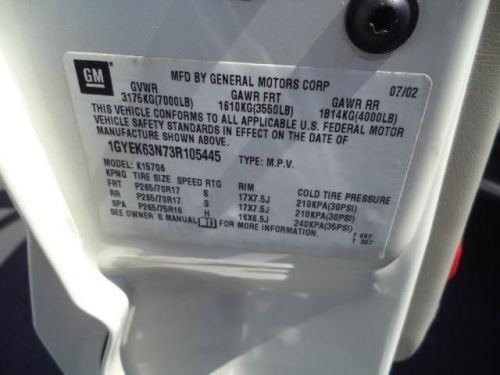 GM
MFD BY GENERAL MOTORS CORP 07/02
GVWR GAWR FRT GAWR RR
3175KG(7000LB) 1610KG(3550LB) 1814KG(4000LB)
THIS VEHICLE CONFORMS TO ALL APPLICABLE U.S. FEDERAL MOTOR
VEHICLE SAFETY STANDARDS IN EFFECT ON THE DATE OF
MANUFACTURE SHOWN ABOVE.
1GYEK63N73R105445 TYPE: M.P.V.
MODEL: K15706
KPNQ TIRE SIZE SPEED RTG RIM COLD TIRE PRESSURE
FRT P265/70R17 S 17X7.5J 210KPA(30PSI)
RR P265/70R17 S 17X7.5J 210KPA(30PSI)
SPA P265/75R16 H 16X6.5J 240KPA(35PSI)
SEE OWNER'S MANUAL FOR MORE INFORMATION.
F 497
T 307